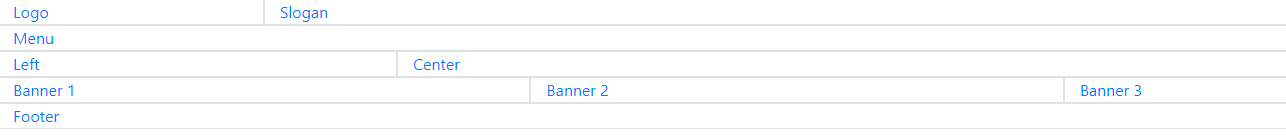 Logo Slogan
Menu
Left Center
Banner 1 Banner 2 Banner 3
Footer